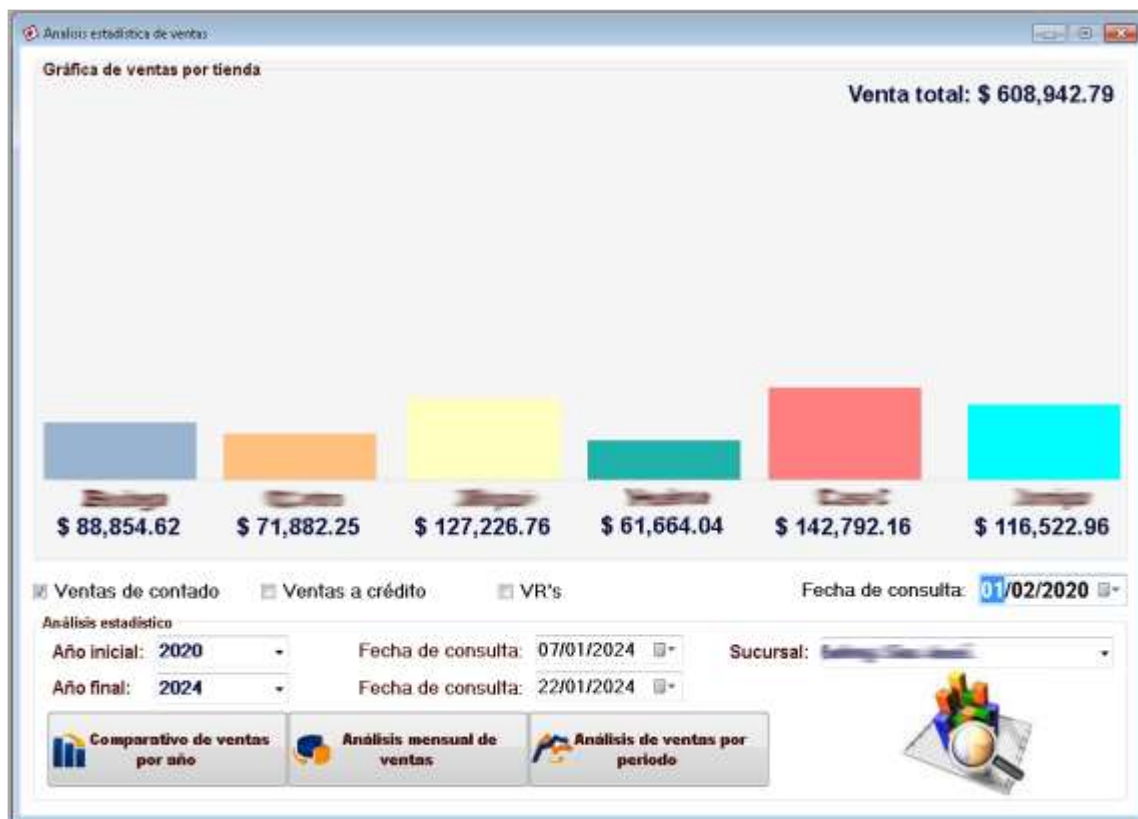 Analisis estadística de ventas
Gráfica de ventas por tienda
Venta total: $ 608,942.79
$ 88,854.62 $ 71,882.25 $ 127,226.76 $ 61,664.04 $ 142,792.16 $ 116,522.96
Ventas de contado Ventas a crédito VR's Fecha de consulta: 01/02/2020
Análisis estadístico
Año inicial: 2020 Fecha de consulta: 07/01/2024 Sucursal:
Año final: 2024 Fecha de consulta: 22/01/2024
Comparativo de ventas Análisis mensual de Análisis de ventas por
por año ventas periodo